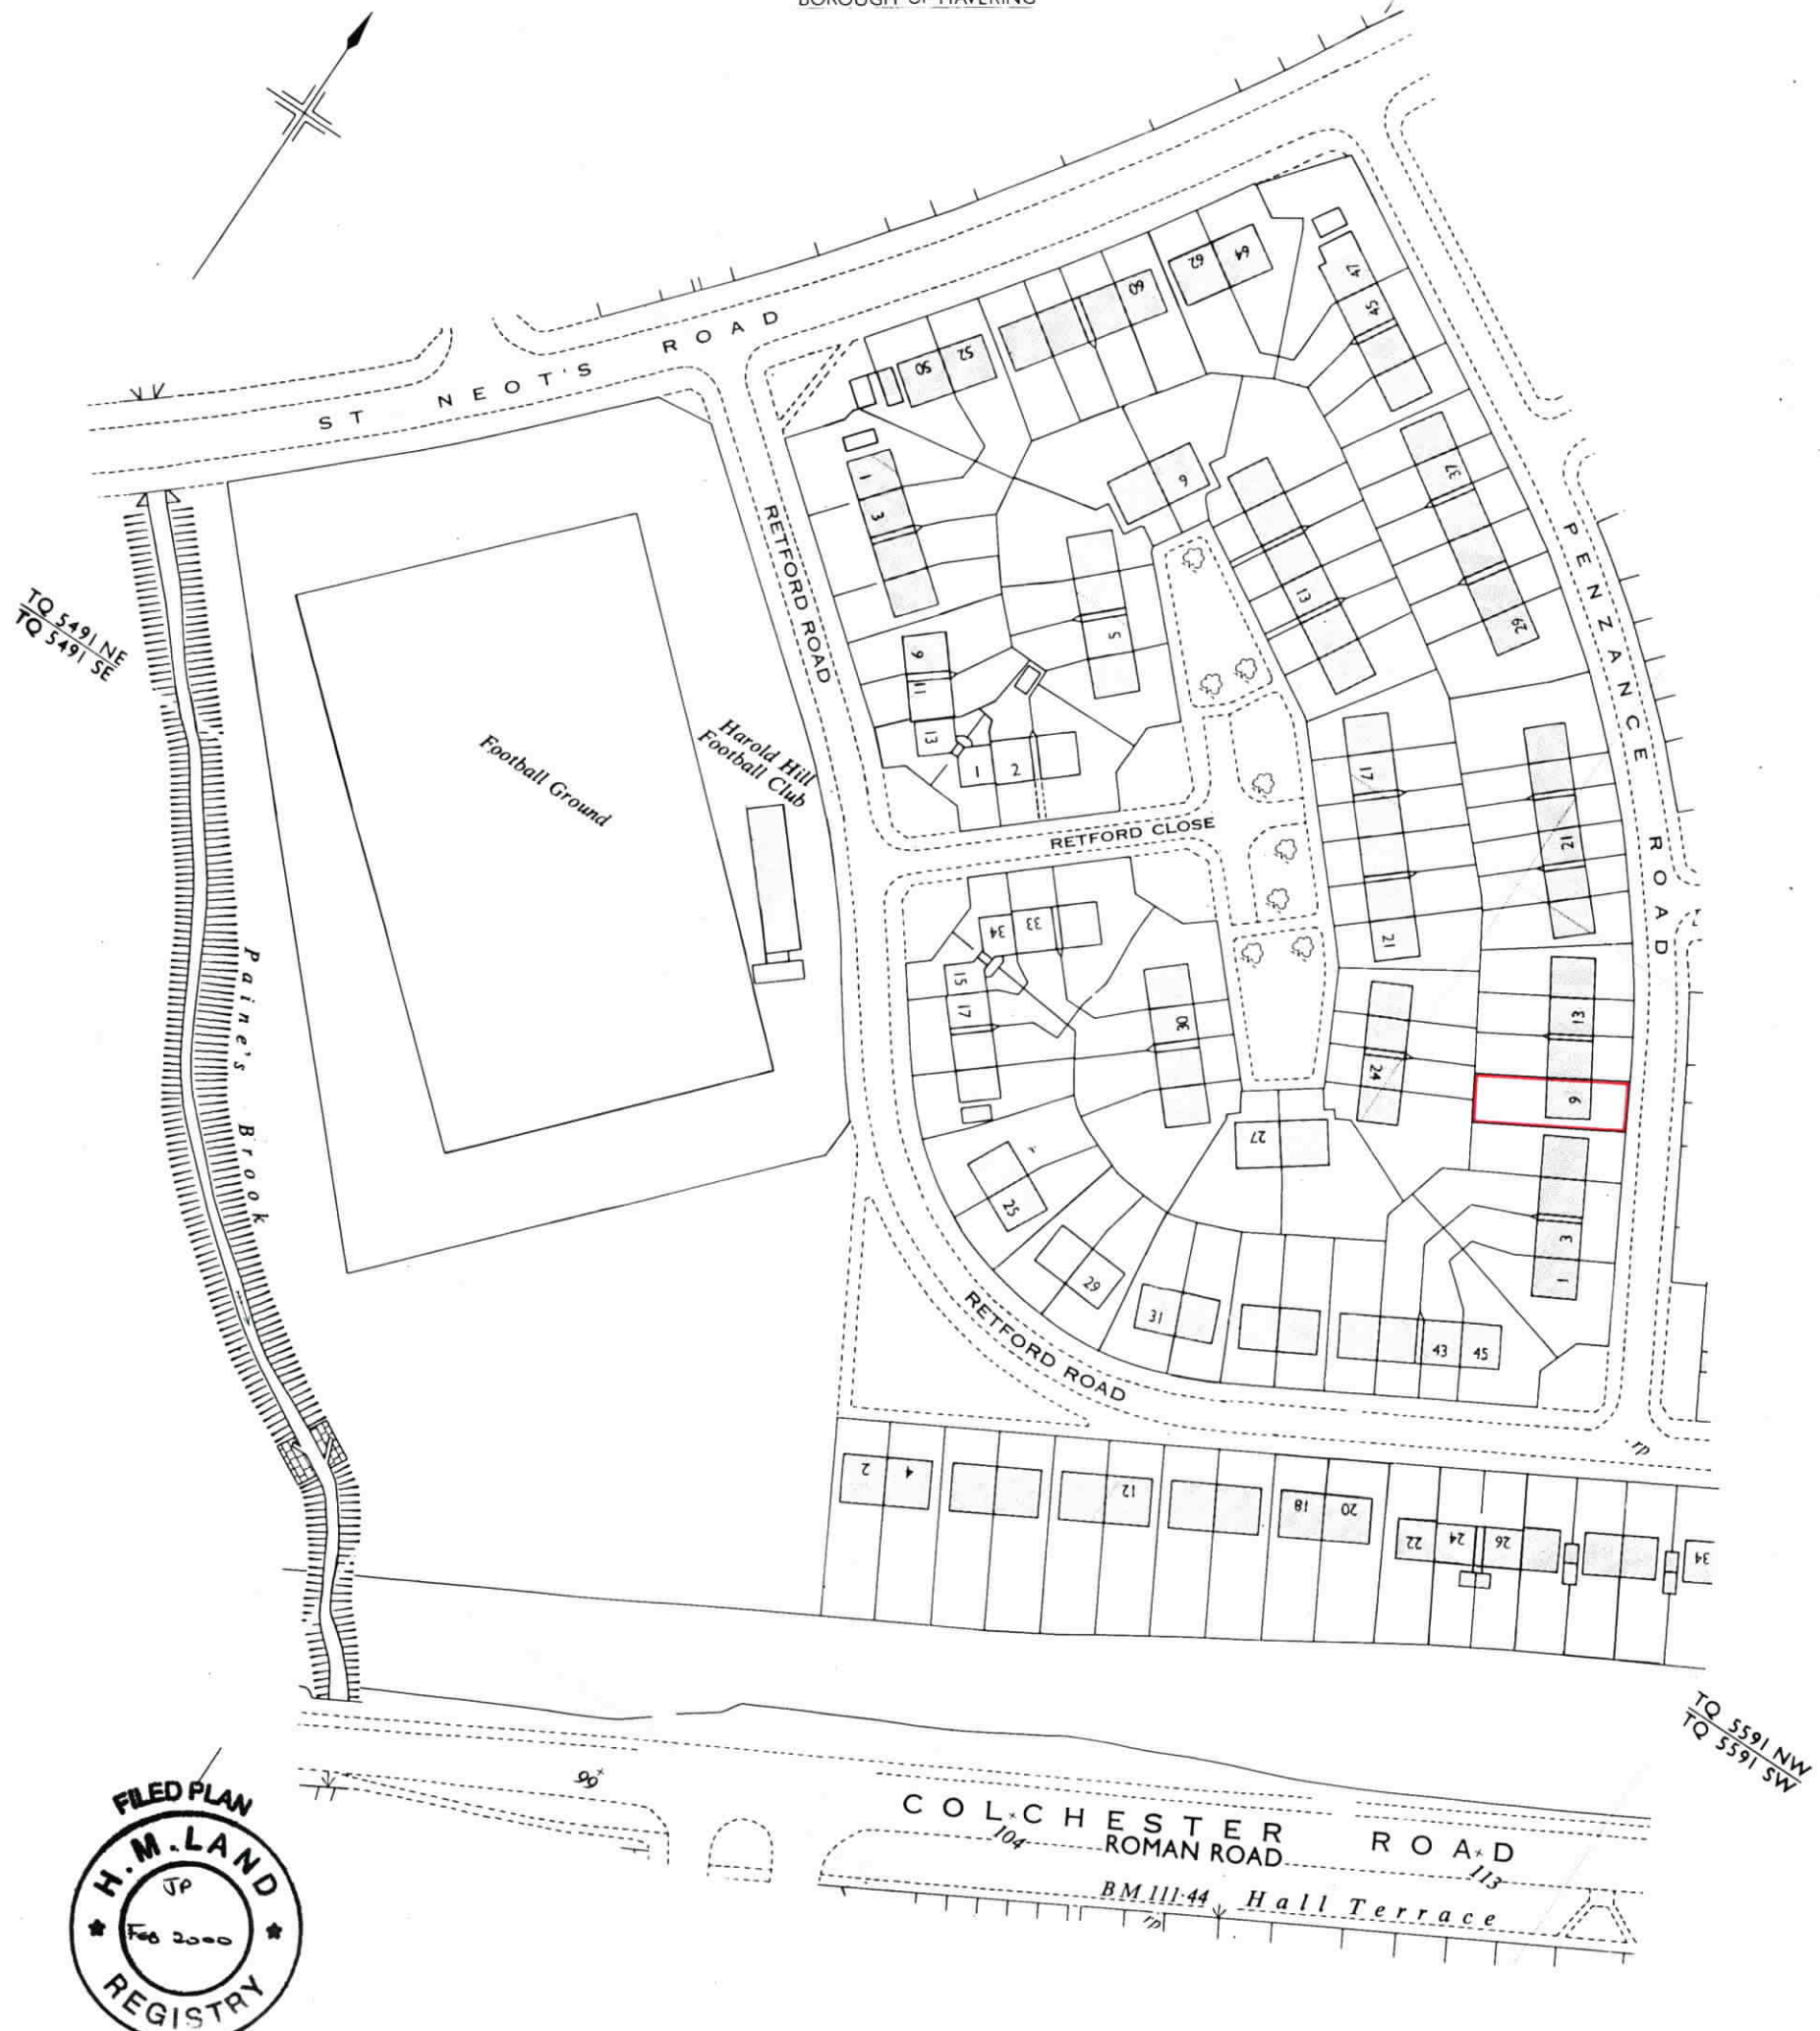 BOROUGH OF HAVERING
ST NEOT'S ROAD
62
64
47
45
60
50
52
1
3
6
37
29
13
5
9
11
13
1
2
RETFORD ROAD
PENZANCE ROAD
TQ 5491 NE
TQ 5491 SE
Football Ground
Harold Hill
Football Club
17
21
21
RETFORD CLOSE
34
33
15
17
30
24
13
9
27
3
1
25
29
31
43
45
Paine's Brook
RETFORD ROAD
rp
2
4
12
18
20
22
24
26
34
TQ 5591 NW
TQ 5591 SW
99+
COLCHESTER ROAD
104
ROMAN ROAD
113
BM 111·44
Hall Terrace
rp
FILED PLAN
H.M. LAND
JP
Feb 2000
REGISTRY